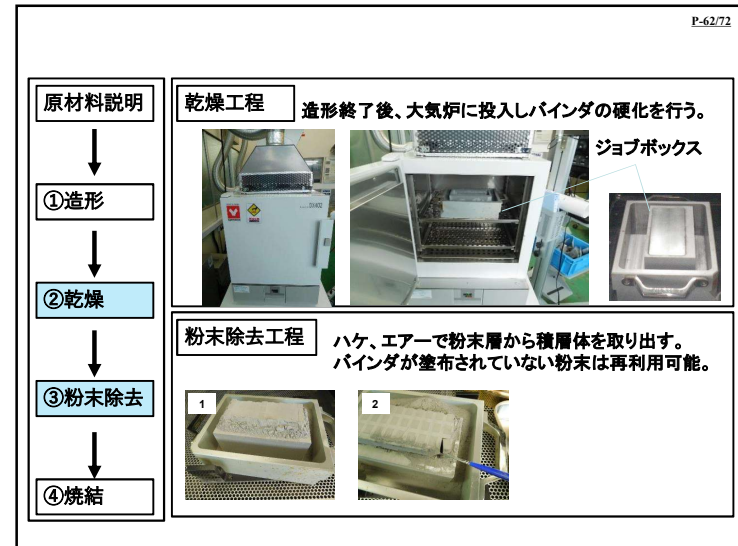 P-62/72
原材料説明
①造形
②乾燥
③粉末除去
④焼結
乾燥工程
造形終了後、大気炉に投入しバインダの硬化を行う。
ジョブボックス
DX402
粉末除去工程
ハケ、エアーで粉末層から積層体を取り出す。
バインダが塗布されていない粉末は再利用可能。
1
2